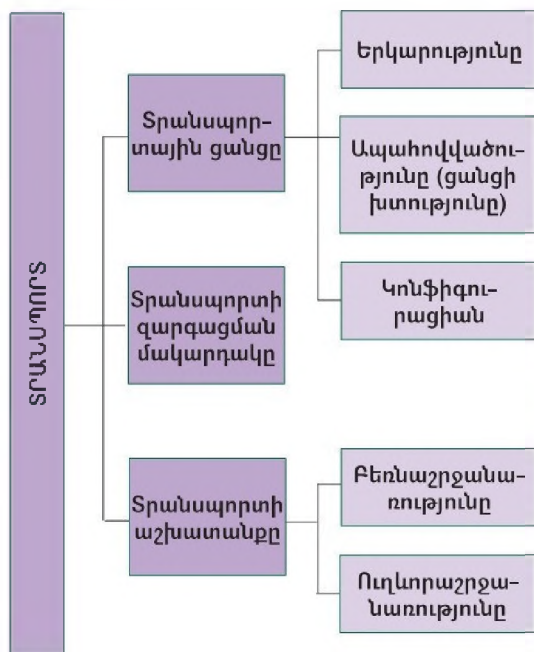 ՏՐԱՆՍՊՈՐՏ
Տրանսպոր-
տային ցանցը
Երկարությունը
Ապահովվածու-
թյունը (ցանցի
խտությունը)
Կոնֆիգու-
րացիան
Տրանսպորտի
զարգացման
մակարդակը
Տրանսպորտի
աշխատանքը
Բեռնաշրջանա-
ռությունը
Ուղևորաշրջա-
նառությունը